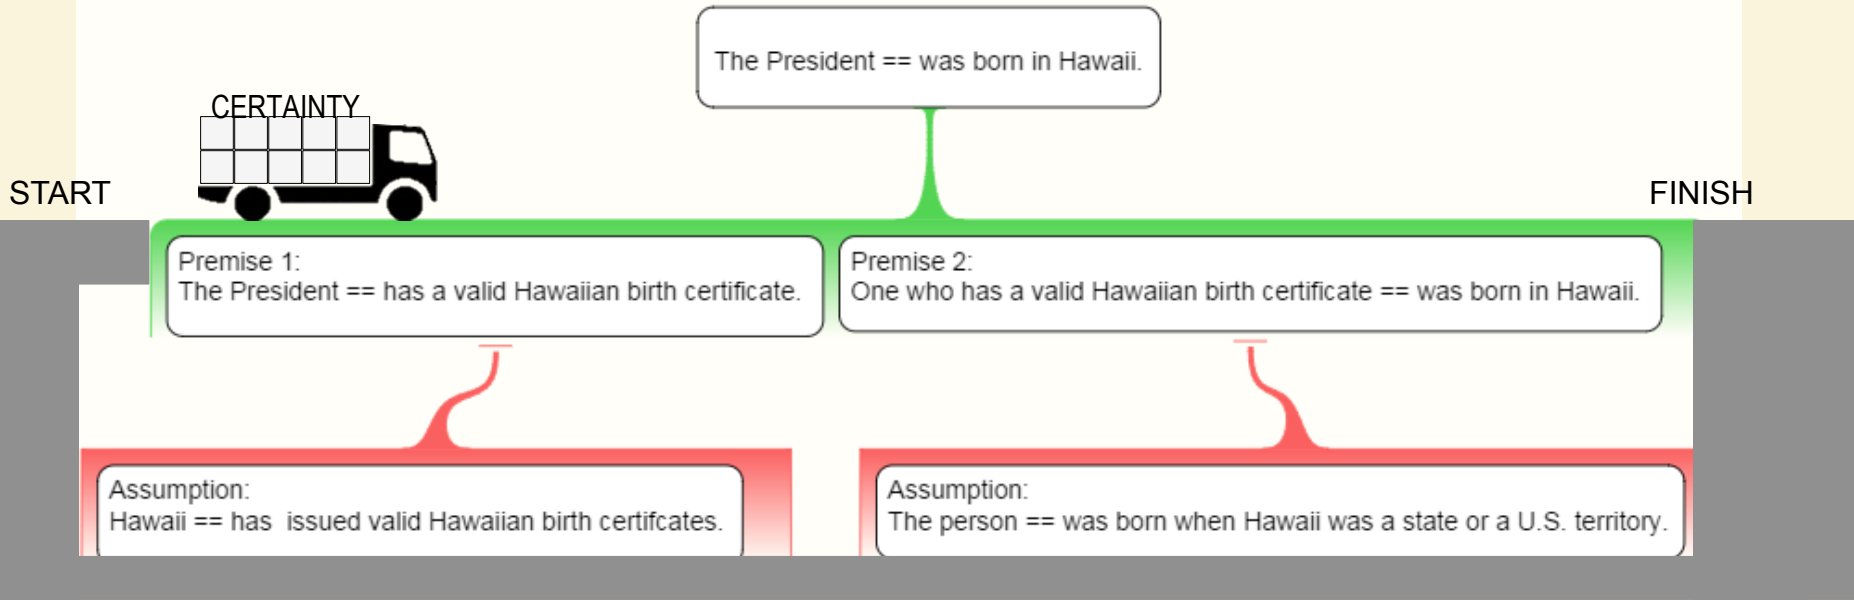 The President == was born in Hawaii.
CERTAINTY
START
FINISH
Premise 1:
The President == has a valid Hawaiian birth certificate.
Premise 2:
One who has a valid Hawaiian birth certificate == was born in Hawaii.
Assumption:
Hawaii == has  issued valid Hawaiian birth certifcates.
Assumption:
The person == was born when Hawaii was a state or a U.S. territory.